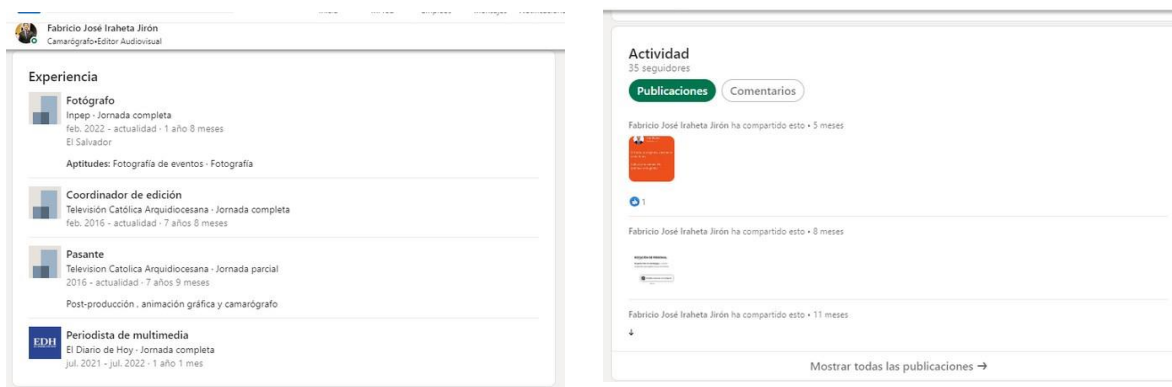 Fabricio José Iraheta Jirón
Camarógrafo•Editor Audiovisual
Experiencia
Fotógrafo
Inpep · Jornada completa
feb. 2022 - actualidad · 1 año 8 meses
El Salvador
Aptitudes: Fotografía de eventos · Fotografía
Coordinador de edición
Televisión Católica Arquidiocesana · Jornada completa
feb. 2016 - actualidad · 7 años 8 meses
Pasante
Television Catolica Arquidiocesana · Jornada parcial
2016 - actualidad · 7 años 9 meses
Post-producción . animación gráfica y camarógrafo
EDH
Periodista de multimedia
El Diario de Hoy · Jornada completa
jul. 2021 - jul. 2022 · 1 año 1 mes
Actividad
35 seguidores
Publicaciones
Comentarios
Fabricio José Iraheta Jirón ha compartido esto • 5 meses
1
Fabricio José Iraheta Jirón ha compartido esto • 8 meses
Fabricio José Iraheta Jirón ha compartido esto • 11 meses
Mostrar todas las publicaciones →